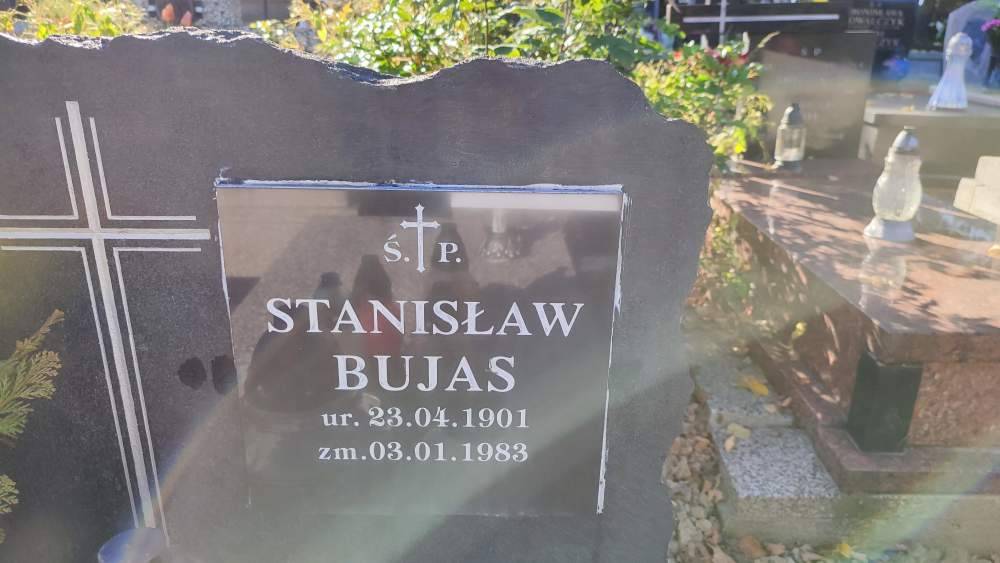 Ś. P.
STANISŁAW
BUJAS
ur. 23.04.1901
zm.03.01.1983
Ś P